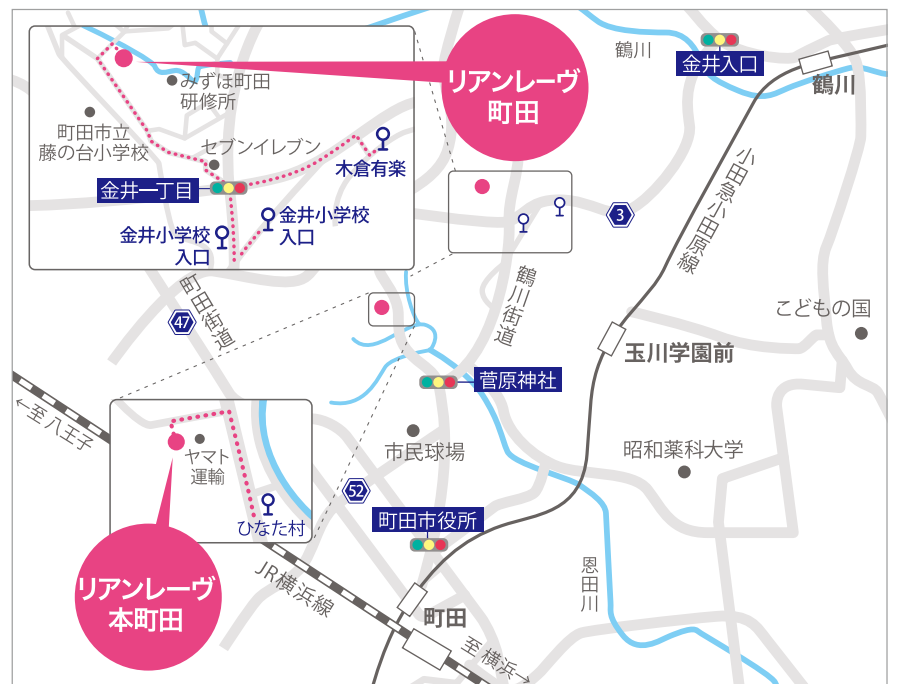 鶴川
金井入口
鶴川
リアンレーヴ
町田
みずほ町田
研修所
町田市立
藤の台小学校
セブンイレブン
木倉有楽
金井一丁目
金井小学校
入口
金井小学校
入口
3
小田急小田原線
鶴川街道
町田街道
47
こどもの国
玉川学園前
菅原神社
←至八王子
ヤマト
運輸
ひなた村
市民球場
昭和薬科大学
52
町田市役所
リアンレーヴ
本町田
JR横浜線
恩田川
町田
至横浜→